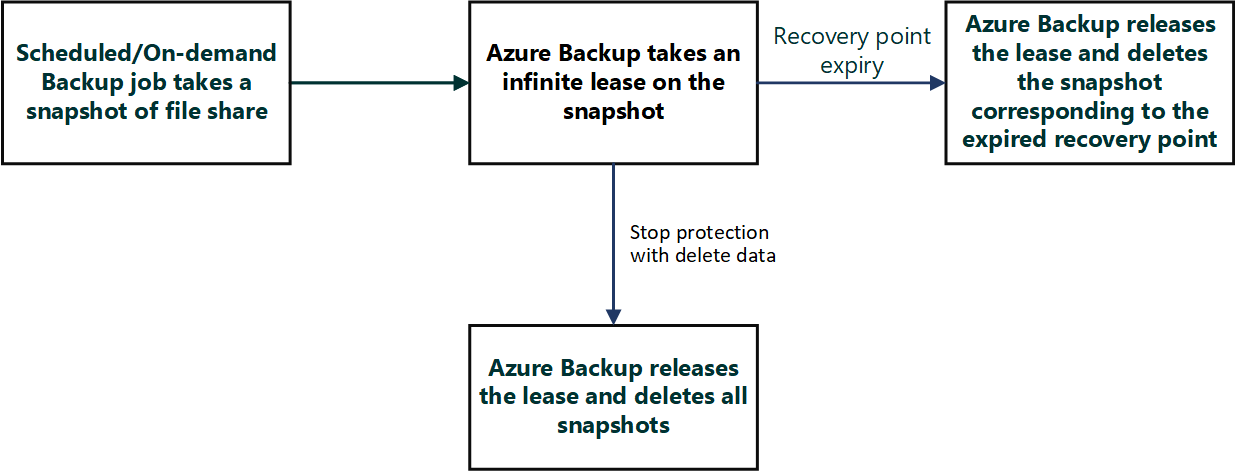 Scheduled/On-demand
Backup job takes a
snapshot of file share
Azure Backup takes an
infinite lease on the
snapshot
Recovery point
expiry
Azure Backup releases
the lease and deletes
the snapshot
corresponding to the
expired recovery point
Stop protection
with delete data
Azure Backup releases
the lease and deletes all
snapshots